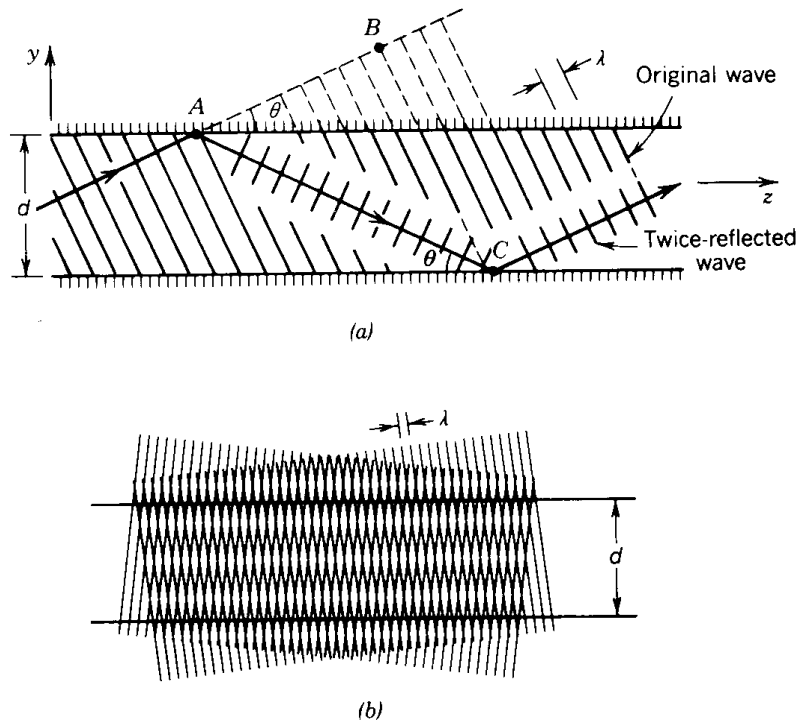 y
A
B
θ
λ
Original wave
d
z
θ
C
Twice-reflected
wave
(a)
λ
d
(b)